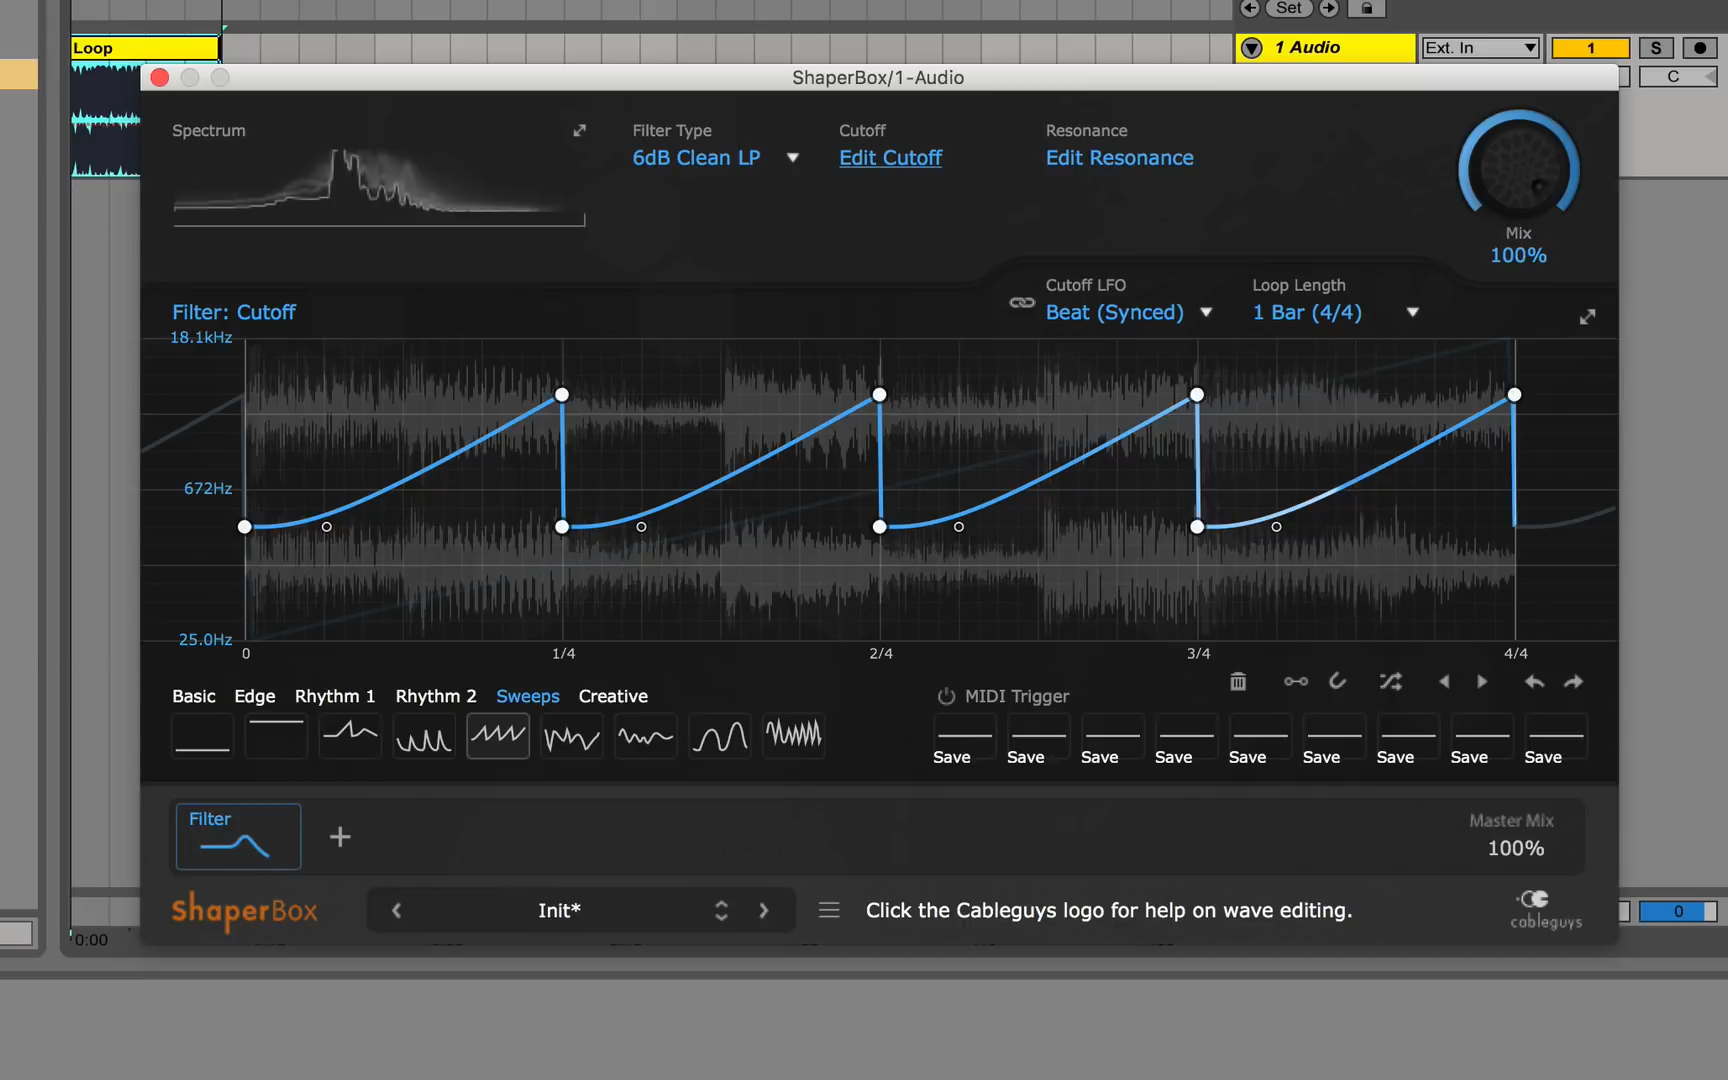 Set
Loop
1 Audio
Ext. In
1
S
C
ShaperBox/1-Audio
Spectrum
Filter Type
Cutoff
Resonance
6dB Clean LP
Edit Cutoff
Edit Resonance
Mix
100%
Cutoff LFO
Loop Length
Filter: Cutoff
Beat (Synced)
1 Bar (4/4)
18.1kHz
672Hz
25.0Hz
0
1/4
2/4
3/4
4/4
Basic
Edge
Rhythm 1
Rhythm 2
Sweeps
Creative
MIDI Trigger
Save
Save
Save
Save
Save
Save
Save
Save
Save
Filter
Master Mix
100%
ShaperBox
Init*
Click the Cableguys logo for help on wave editing.
cableguys
0
0:00